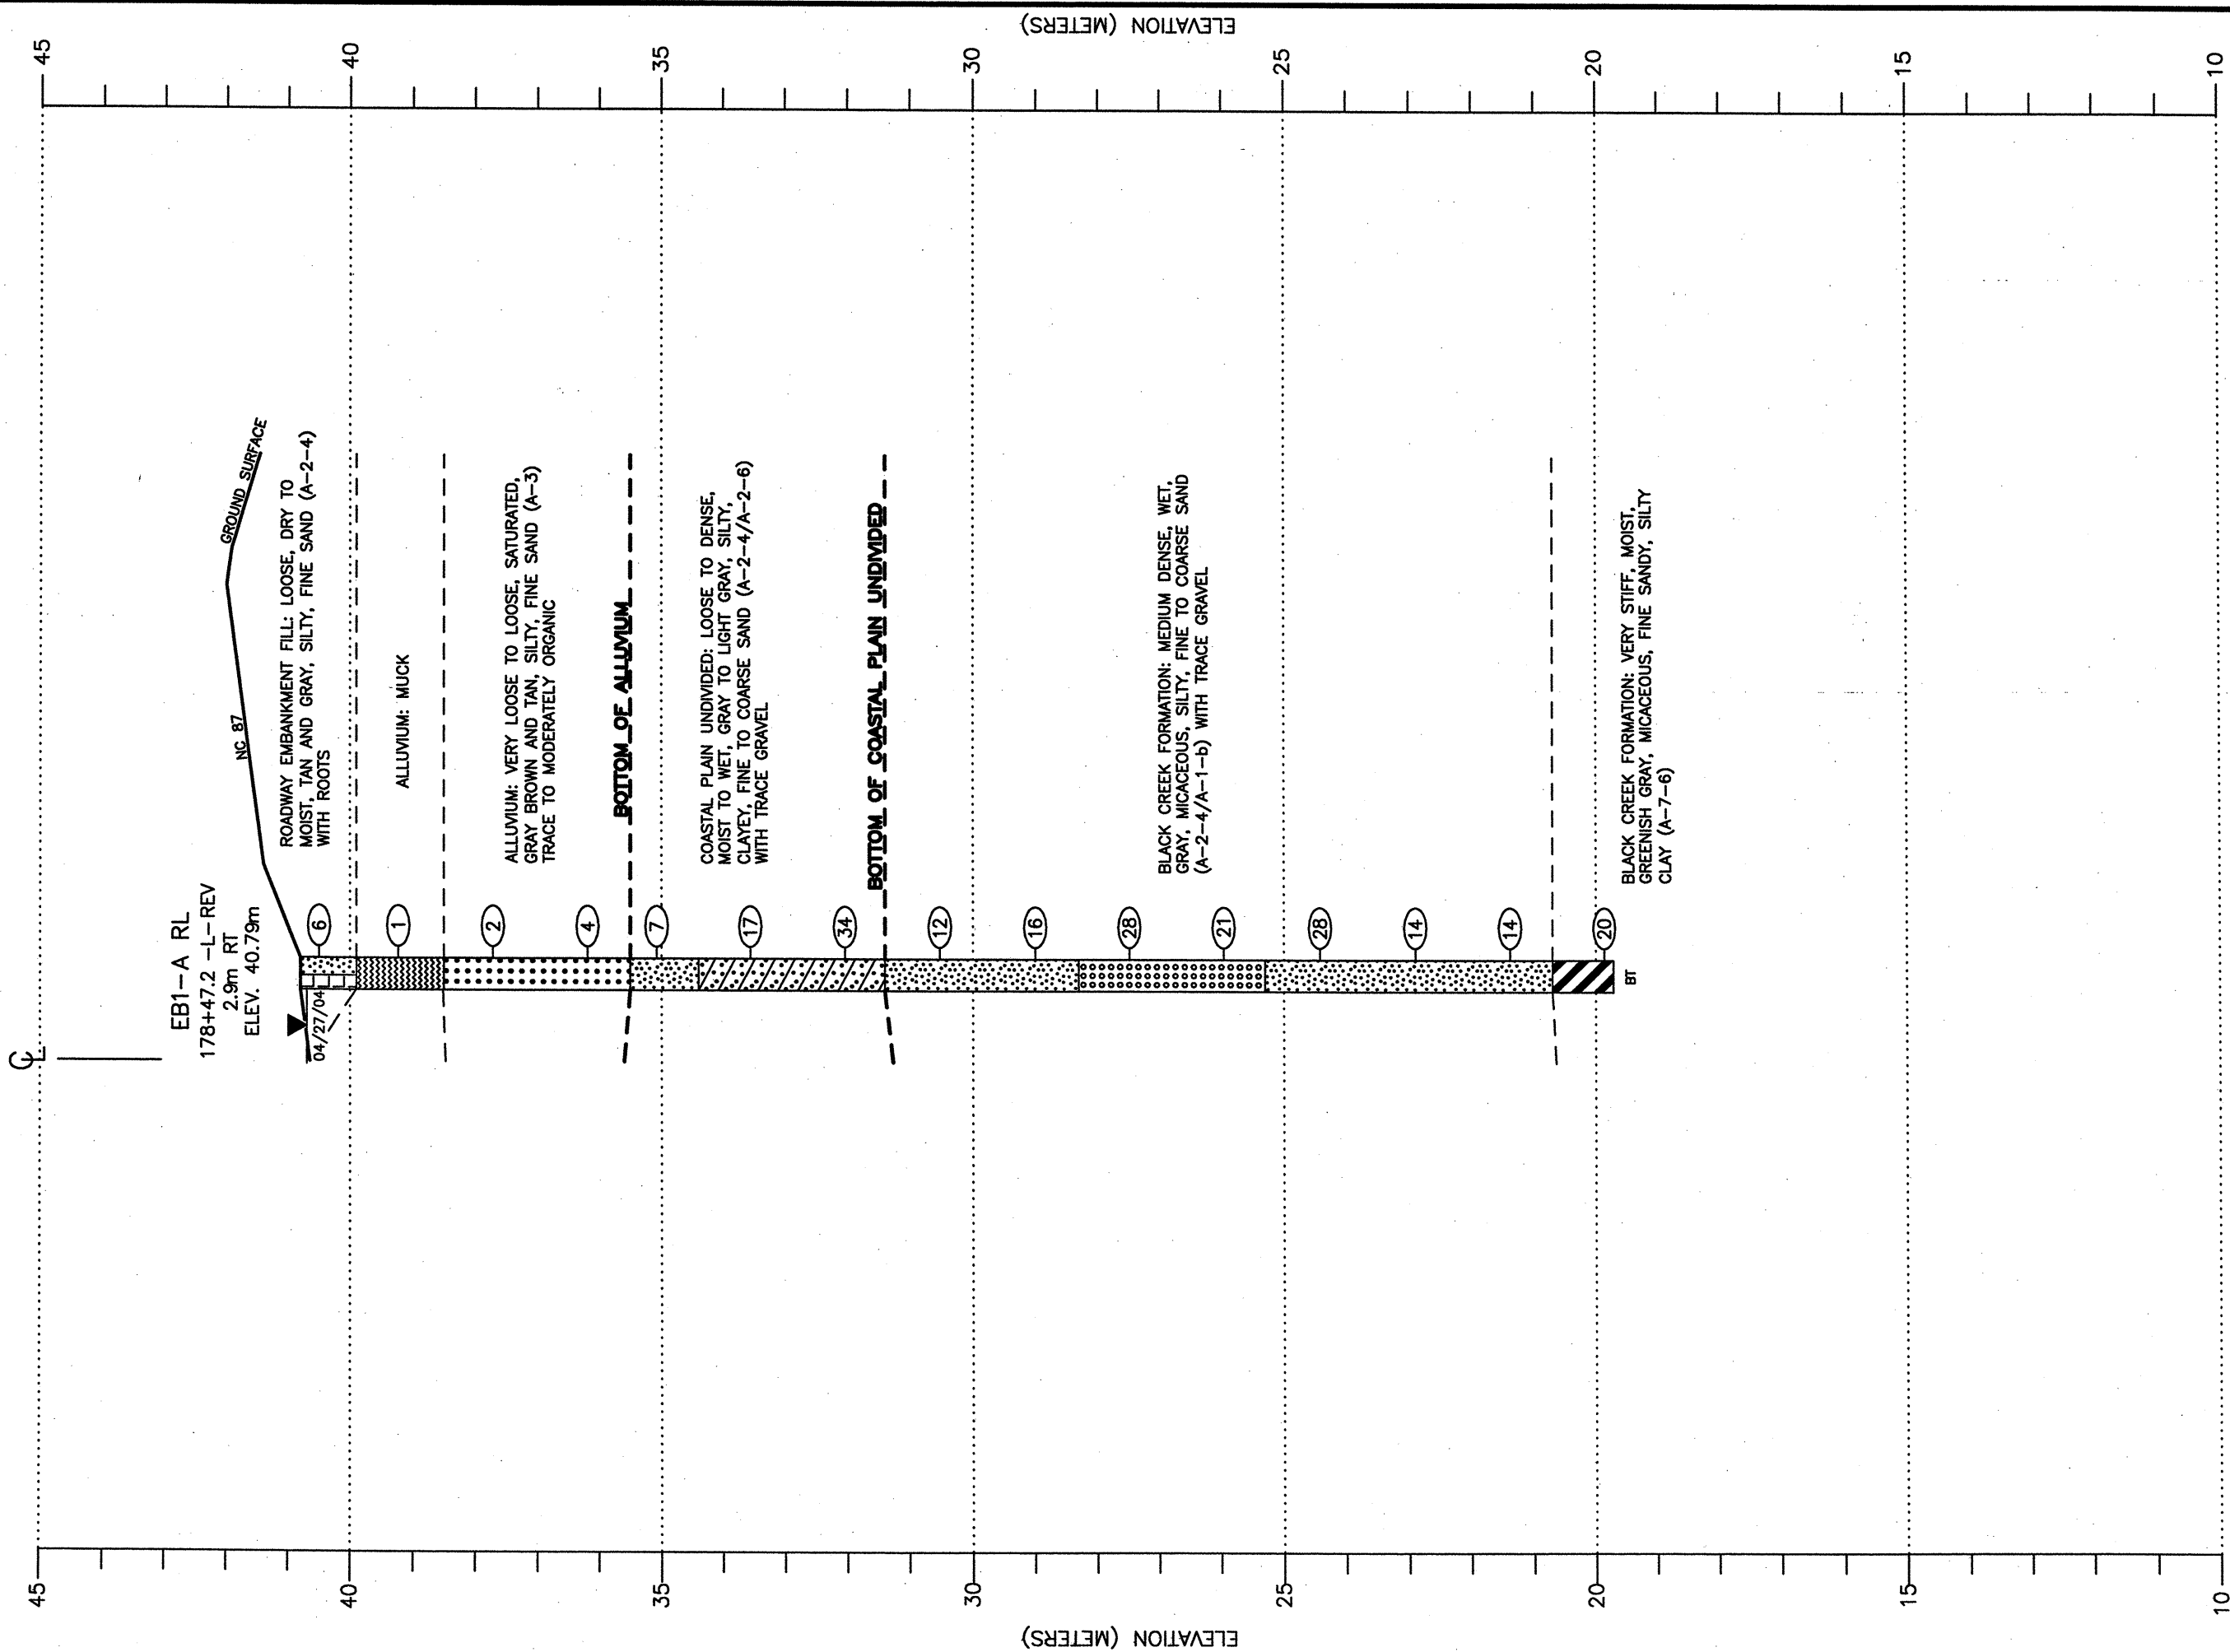 CL
EB1-A RL
178+47.2 -L-REV
2.9m RT
ELEV. 40.79m
04/27/04
NC 87
GROUND SURFACE
ROADWAY EMBANKMENT FILL: LOOSE, DRY TO
MOIST, TAN AND GRAY, SILTY, FINE SAND (A-2-4)
WITH ROOTS
ALLUVIUM: MUCK
ALLUVIUM: VERY LOOSE TO LOOSE, SATURATED,
GRAY BROWN AND TAN, SILTY, FINE SAND (A-3)
TRACE TO MODERATELY ORGANIC
BOTTOM OF ALLUVIUM
COASTAL PLAIN UNDIVIDED: LOOSE TO DENSE,
MOIST TO WET, GRAY TO LIGHT GRAY, SILTY,
CLAYEY, FINE TO COARSE SAND (A-2-4/A-2-6)
WITH TRACE GRAVEL
BOTTOM OF COASTAL PLAIN UNDIVIDED
BLACK CREEK FORMATION: MEDIUM DENSE, WET,
GRAY, MICACEOUS, SILTY, FINE TO COARSE SAND
(A-2-4/A-1-b) WITH TRACE GRAVEL
BLACK CREEK FORMATION: VERY STIFF, MOIST,
GREENISH GRAY, MICACEOUS, FINE SANDY, SILTY
CLAY (A-7-6)
6
1
2
4
7
17
34
12
16
28
21
28
14
14
20
BT
ELEVATION (METERS)
45
40
35
30
25
20
15
10
ELEVATION (METERS)
45
40
35
30
25
20
15
10